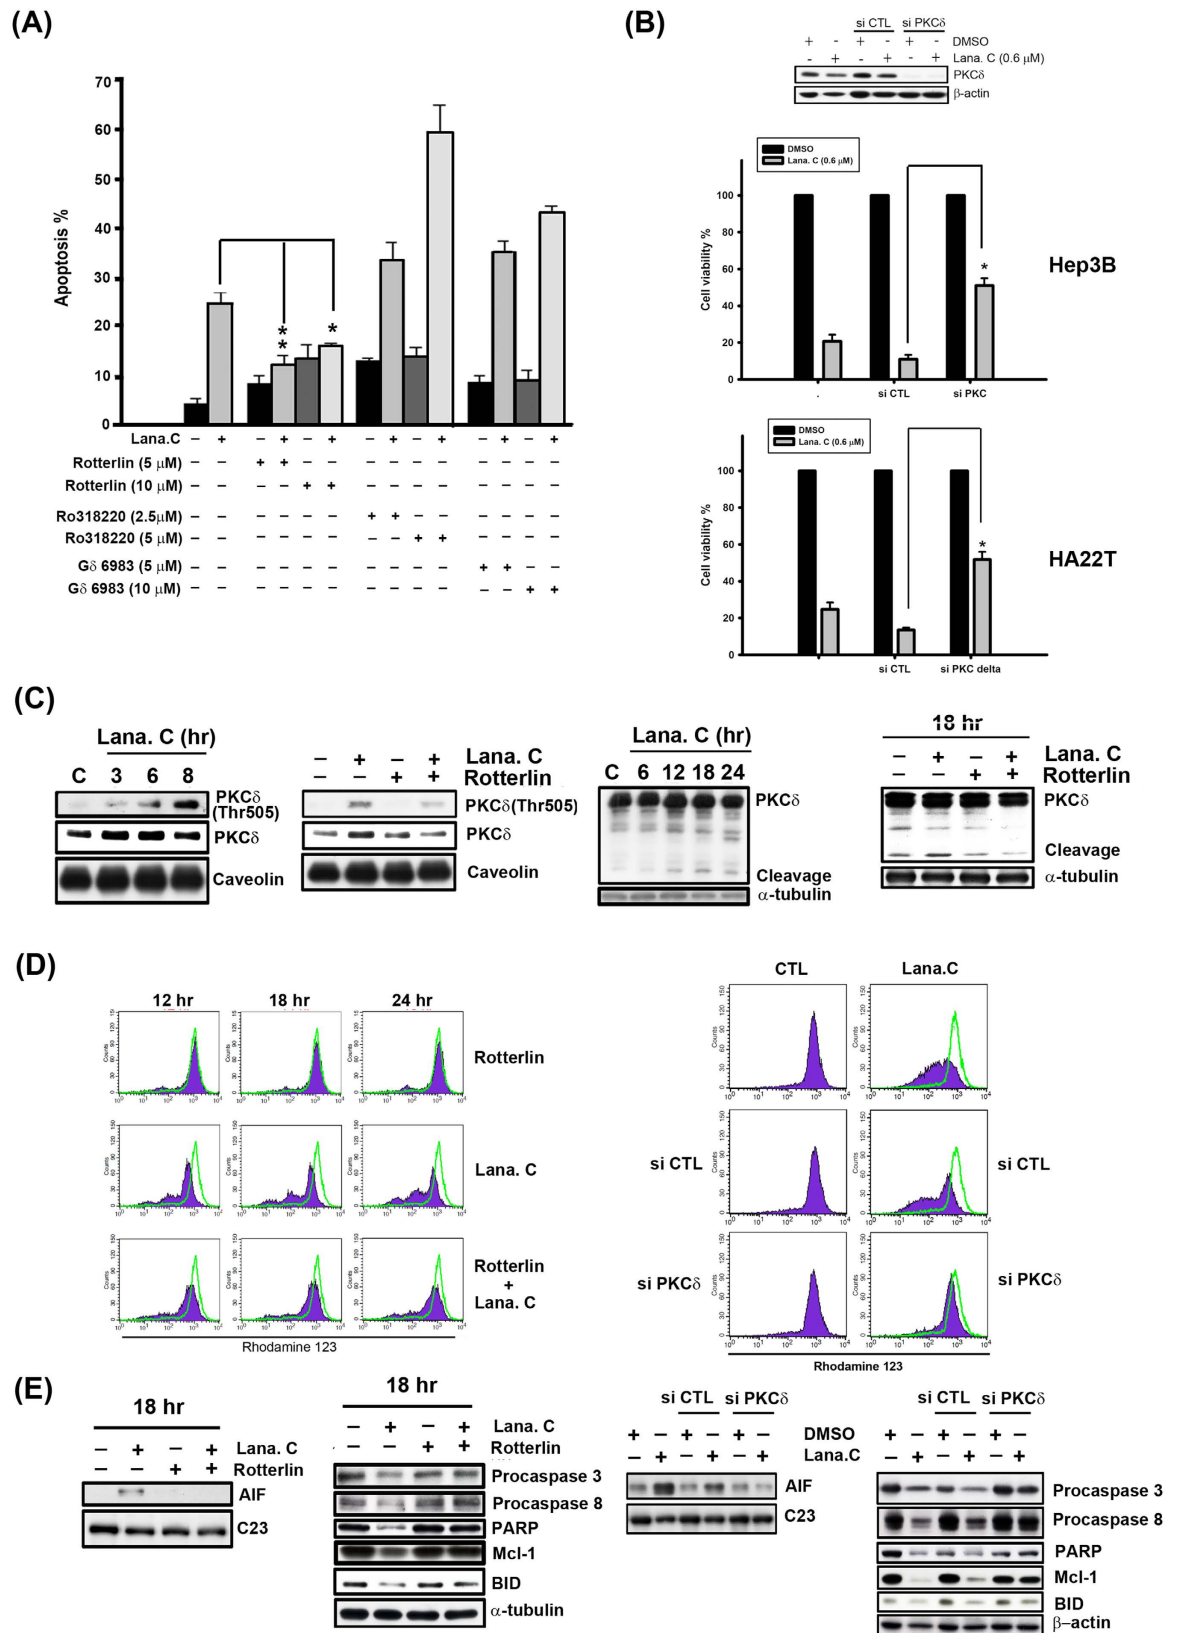 (A)
70
60
50
40
30
20
10
0
Apoptosis %
* *
*
Lana.C – + – + – + – + – + – + – +
Rotterlin (5 μM) – – + + – – – – – – – – – –
Rotterlin (10 μM) – – – – + + – – – – – – – –
Ro318220 (2.5μM) – – – – – – + + – – – – – –
Ro318220 (5 μM) – – – – – – – – + + – – – –
Gδ 6983 (5 μM) – – – – – – – – – – + + – –
Gδ 6983 (10 μM) – – – – – – – – – – – – + +
(B)
si CTL si PKCδ
+ - + - + - DMSO
- + - + - + Lana. C (0.6 μM)
PKCδ
β-actin
DMSO
Lana. C (0.6 μM)
100
80
60
40
20
0
Cell viability %
*
. si CTL si PKC
Hep3B
DMSO
Lana. C (0.6 μM)
100
80
60
40
20
0
Cell viability %
*
si CTL si PKC delta
HA22T
(C)
Lana. C (hr)
C 3 6 8
PKCδ
(Thr505)
PKCδ
Caveolin
– + – + Lana. C
– – + + Rotterlin
PKCδ(Thr505)
PKCδ
Caveolin
Lana. C (hr)
C 6 12 18 24
PKCδ
Cleavage
α-tubulin
18 hr
– + – + Lana. C
– – + + Rotterlin
PKCδ
Cleavage
α-tubulin
(D)
12 hr 18 hr 24 hr
Rotterlin
Lana. C
Rotterlin
+
Lana. C
Rhodamine 123
CTL Lana.C
si CTL si CTL
si PKCδ si PKCδ
Rhodamine 123
(E)
18 hr
– + – + Lana. C
– – + + Rotterlin
AIF
C23
18 hr
– + – + Lana. C
– – + + Rotterlin
Procaspase 3
Procaspase 8
PARP
Mcl-1
BID
α-tubulin
si CTL si PKCδ
+ – + – + – DMSO
– + – + – + Lana.C
AIF
C23
si CTL si PKCδ
+ – + – + –
– + – + – +
Procaspase 3
Procaspase 8
PARP
Mcl-1
BID
β–actin